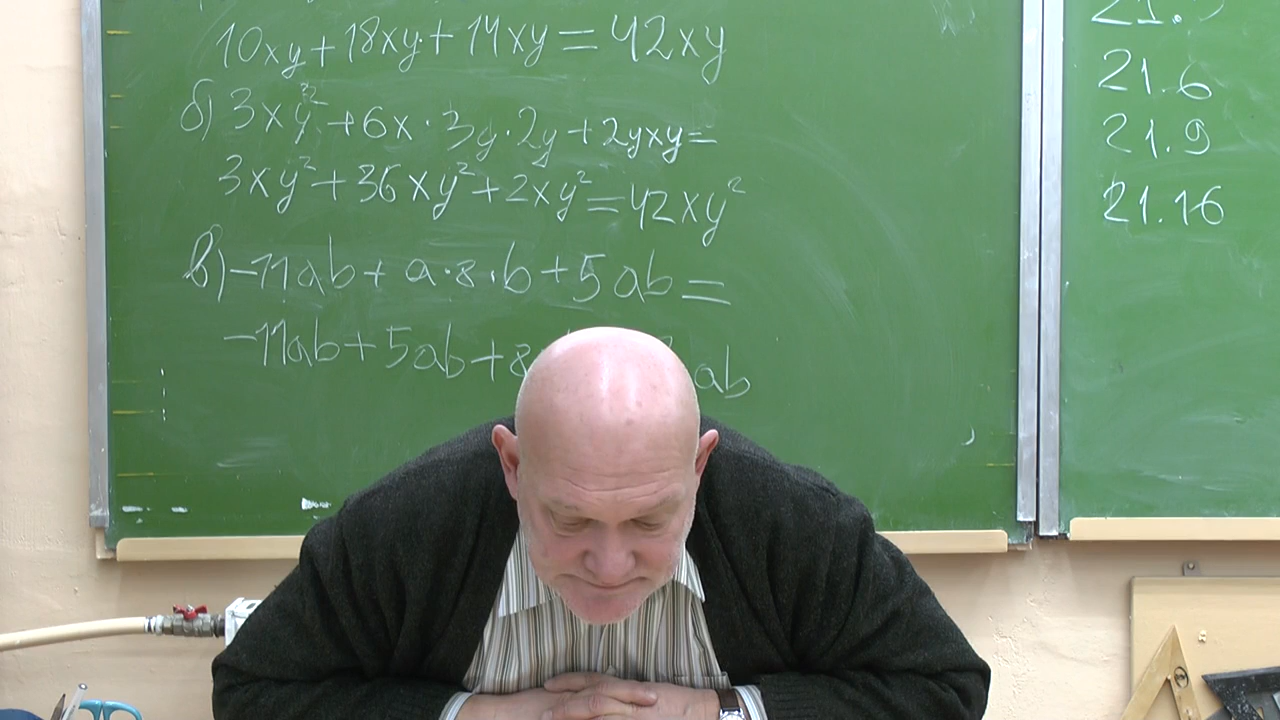 10xy+18xy+14xy=42xy
б) 3xy²+6x·3y·2y+2yxy=
3xy²+36xy²+2xy²=42xy²
в) -11ab+a·8·b+5ab=
-11ab+5ab+8 ab
21.
21.6
21.9
21.16